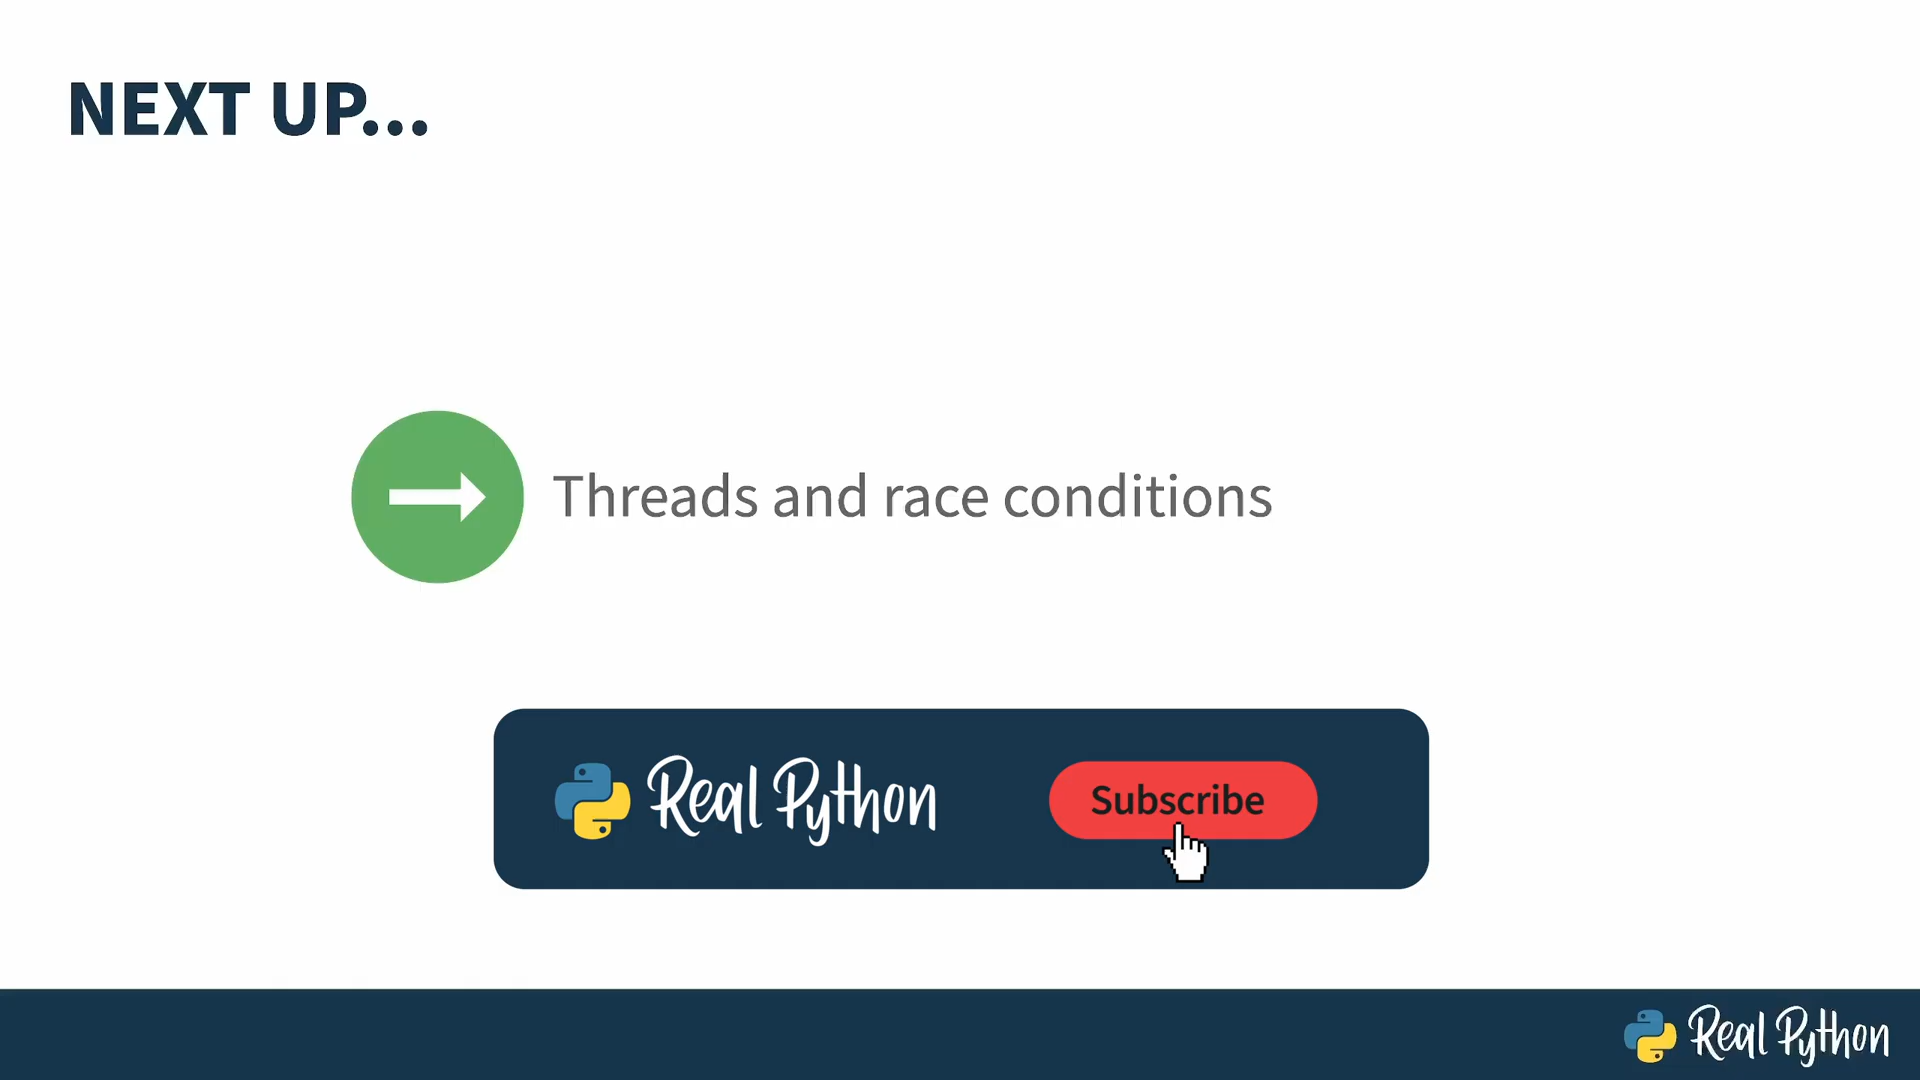 NEXT UP...
Threads and race conditions
Real Python
Subscribe
Real Python